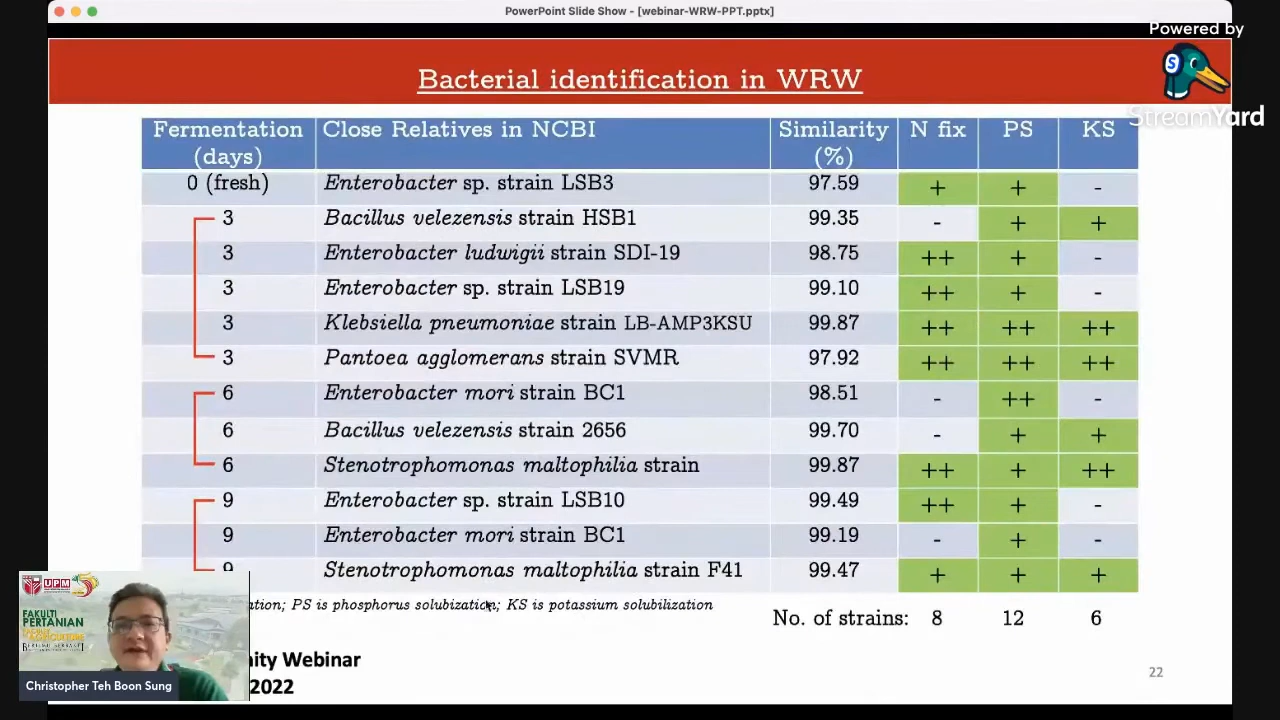 PowerPoint Slide Show - [webinar-WRW-PPT.pptx]
Powered by
StreamYard
Bacterial identification in WRW
Fermentation (days) Close Relatives in NCBI Similarity (%) N fix PS KS
0 (fresh) Enterobacter sp. strain LSB3 97.59 + + -
3 Bacillus velezensis strain HSB1 99.35 - + +
3 Enterobacter ludwigii strain SDI-19 98.75 ++ + -
3 Enterobacter sp. strain LSB19 99.10 ++ + -
3 Klebsiella pneumoniae strain LB-AMP3KSU 99.87 ++ ++ ++
3 Pantoea agglomerans strain SVMR 97.92 ++ ++ ++
6 Enterobacter mori strain BC1 98.51 - ++ -
6 Bacillus velezensis strain 2656 99.70 - + +
6 Stenotrophomonas maltophilia strain 99.87 ++ + ++
9 Enterobacter sp. strain LSB10 99.49 ++ + -
9 Enterobacter mori strain BC1 99.19 - + -
9 Stenotrophomonas maltophilia strain F41 99.47 + + +
PS is phosphorus solubization; KS is potassium solubilization
No. of strains: 8 12 6
UPM
FAKULTI
PERTANIAN
Webinar
2022
22
Christopher Teh Boon Sung